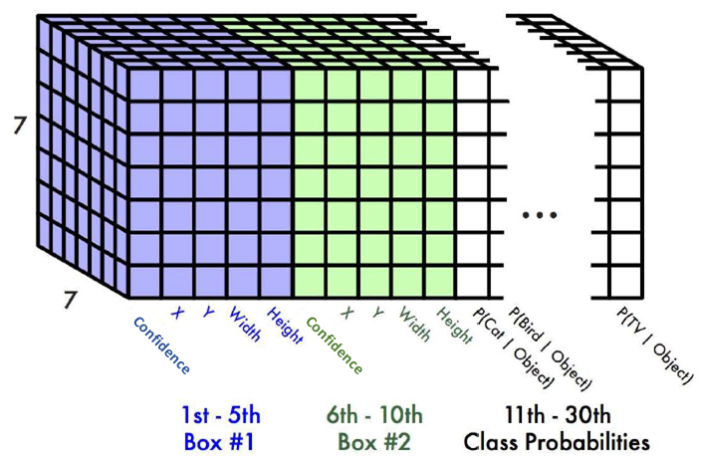 7
7
Confidence
X
Y
Width
Height
Confidence
X
Y
Width
Height
P(Cat | Object)
P(Bird | Object)
...
P(TV | Object)
1st - 5th
Box #1
6th - 10th
Box #2
11th - 30th
Class Probabilities